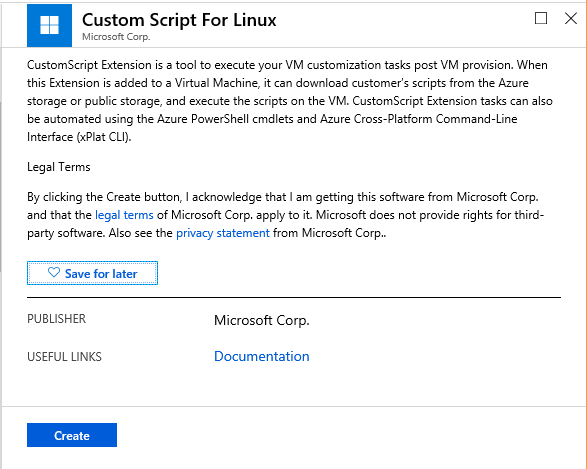 Custom Script For Linux
Microsoft Corp.
CustomScript Extension is a tool to execute your VM customization tasks post VM provision. When
this Extension is added to a Virtual Machine, it can download customer's scripts from the Azure
storage or public storage, and execute the scripts on the VM. CustomScript Extension tasks can also
be automated using the Azure PowerShell cmdlets and Azure Cross-Platform Command-Line
Interface (xPlat CLI).
Legal Terms
By clicking the Create button, I acknowledge that I am getting this software from Microsoft Corp.
and that the legal terms of Microsoft Corp. apply to it. Microsoft does not provide rights for third-
party software. Also see the privacy statement from Microsoft Corp..
Save for later
PUBLISHER Microsoft Corp.
USEFUL LINKS Documentation
Create